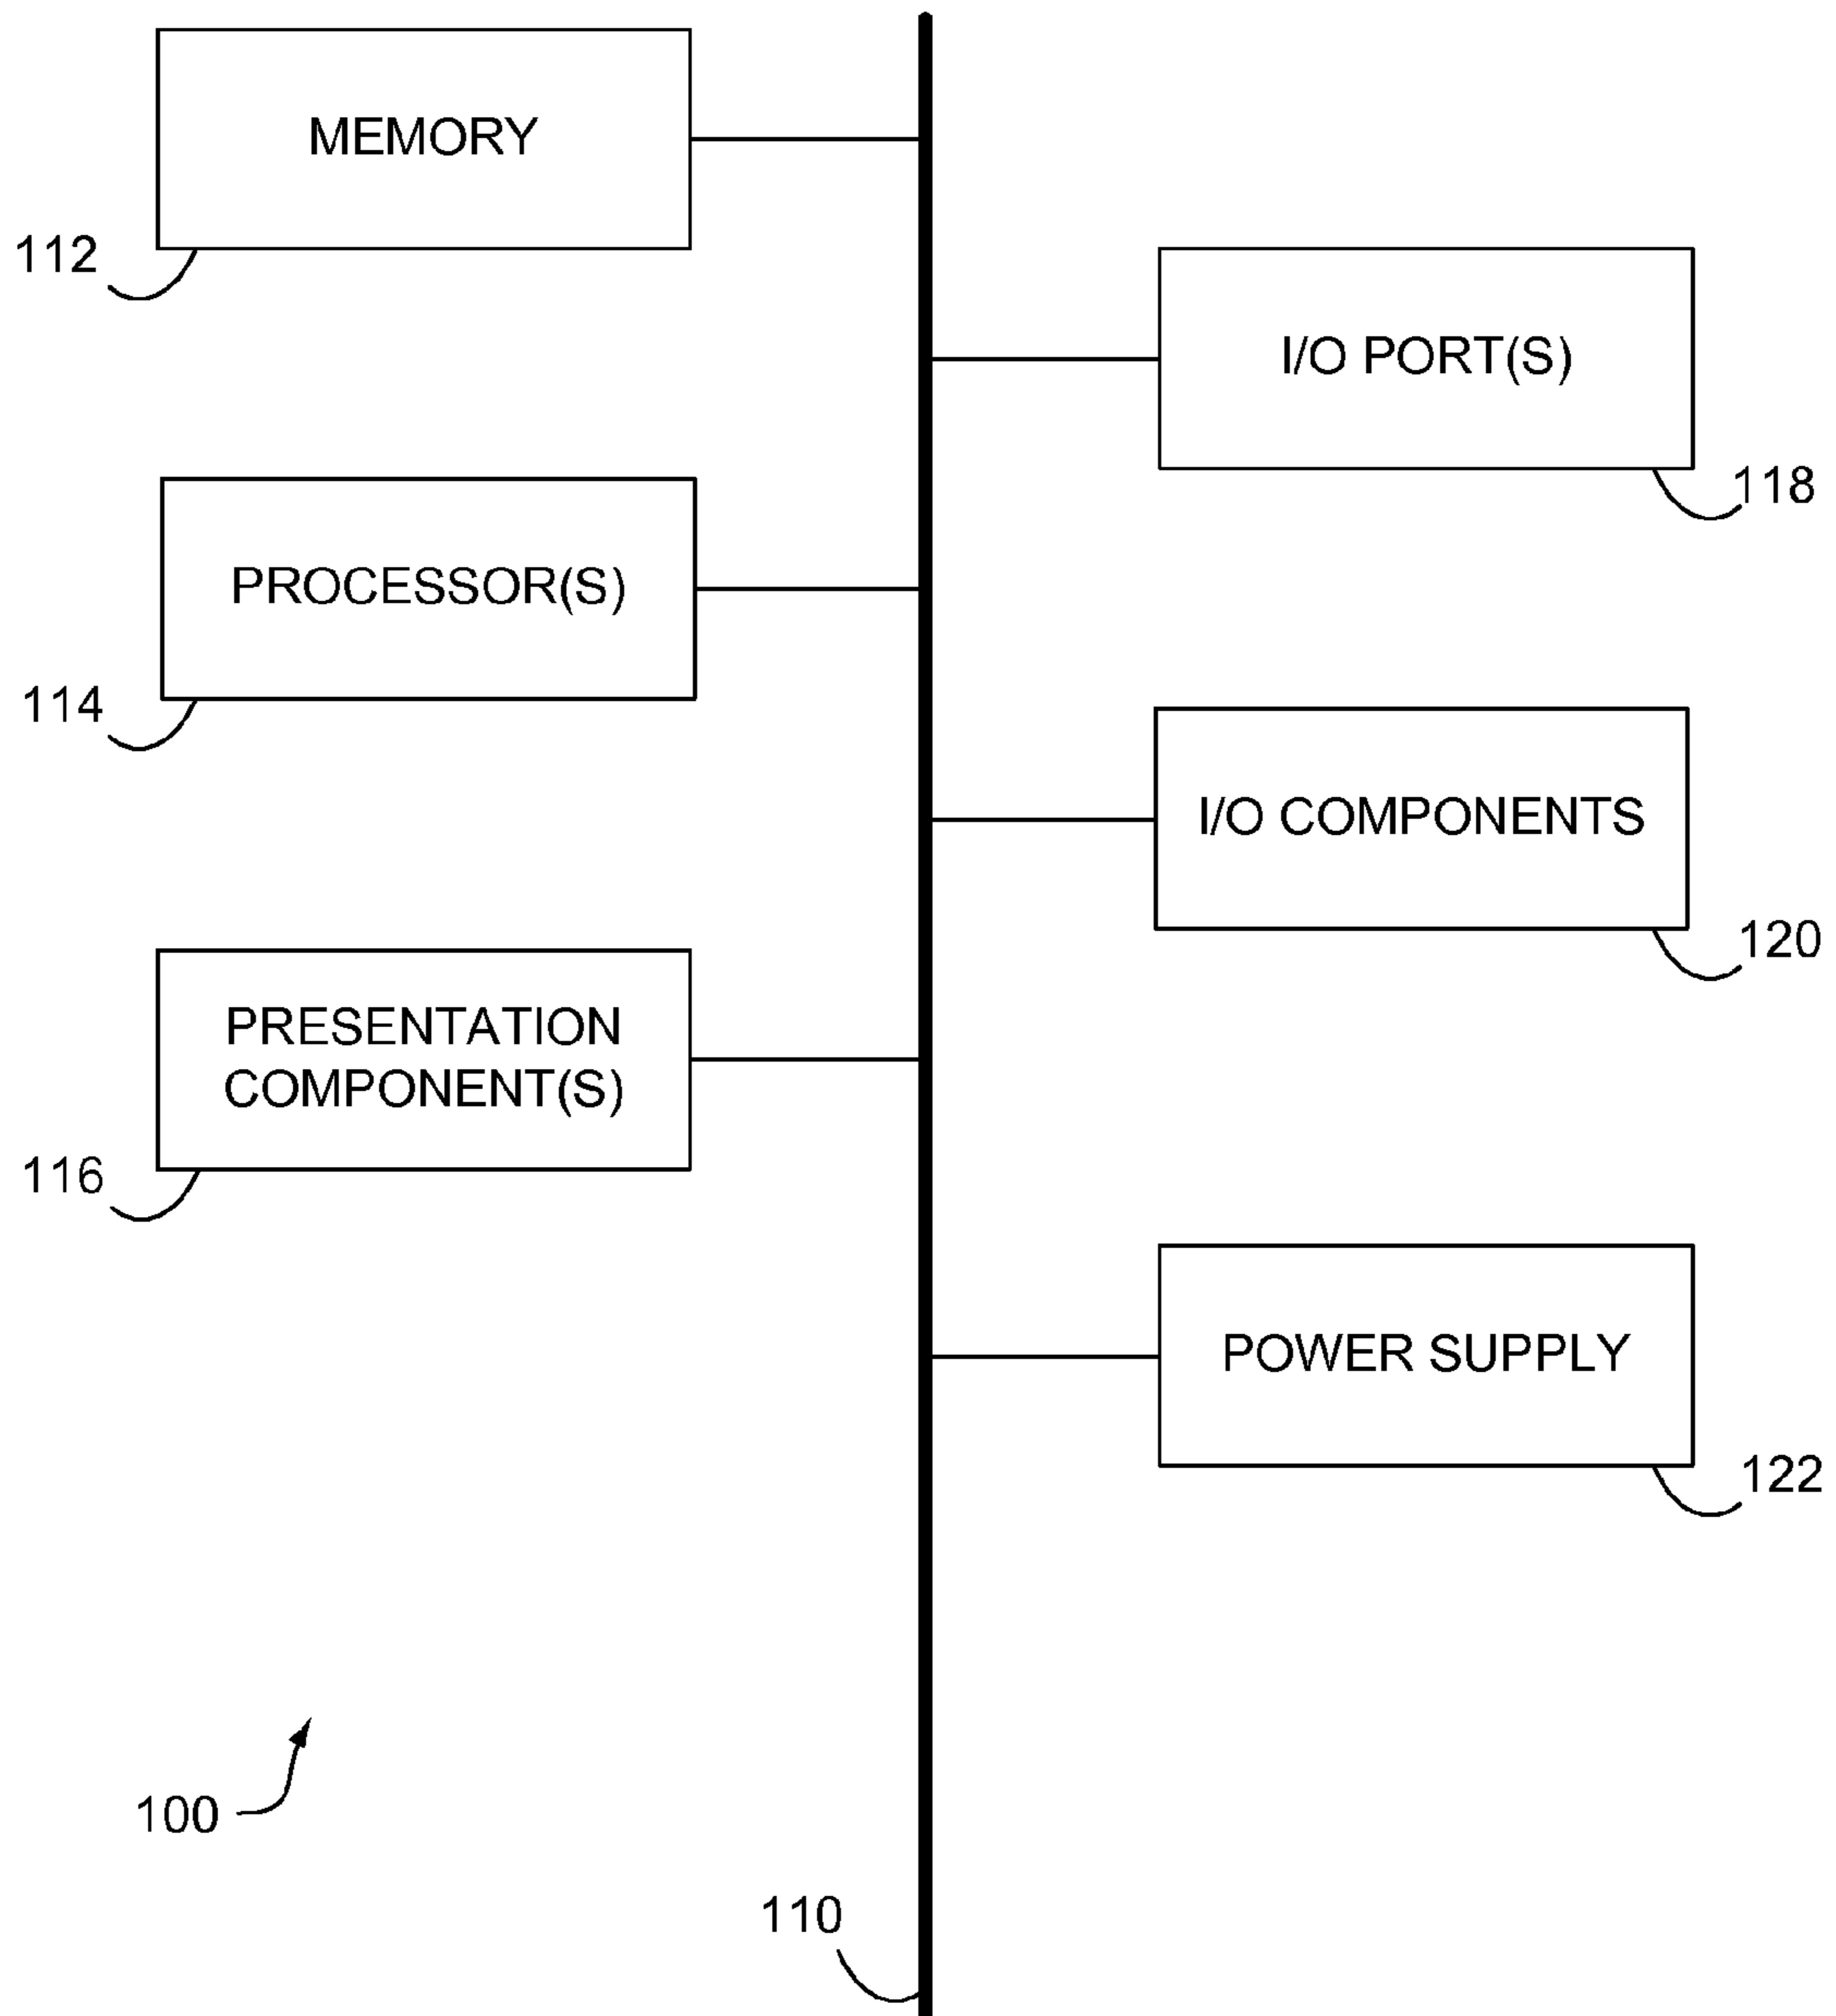 MEMORY
112
I/O PORT(S)
118
PROCESSOR(S)
114
I/O COMPONENTS
120
PRESENTATION
COMPONENT(S)
116
POWER SUPPLY
122
100
110